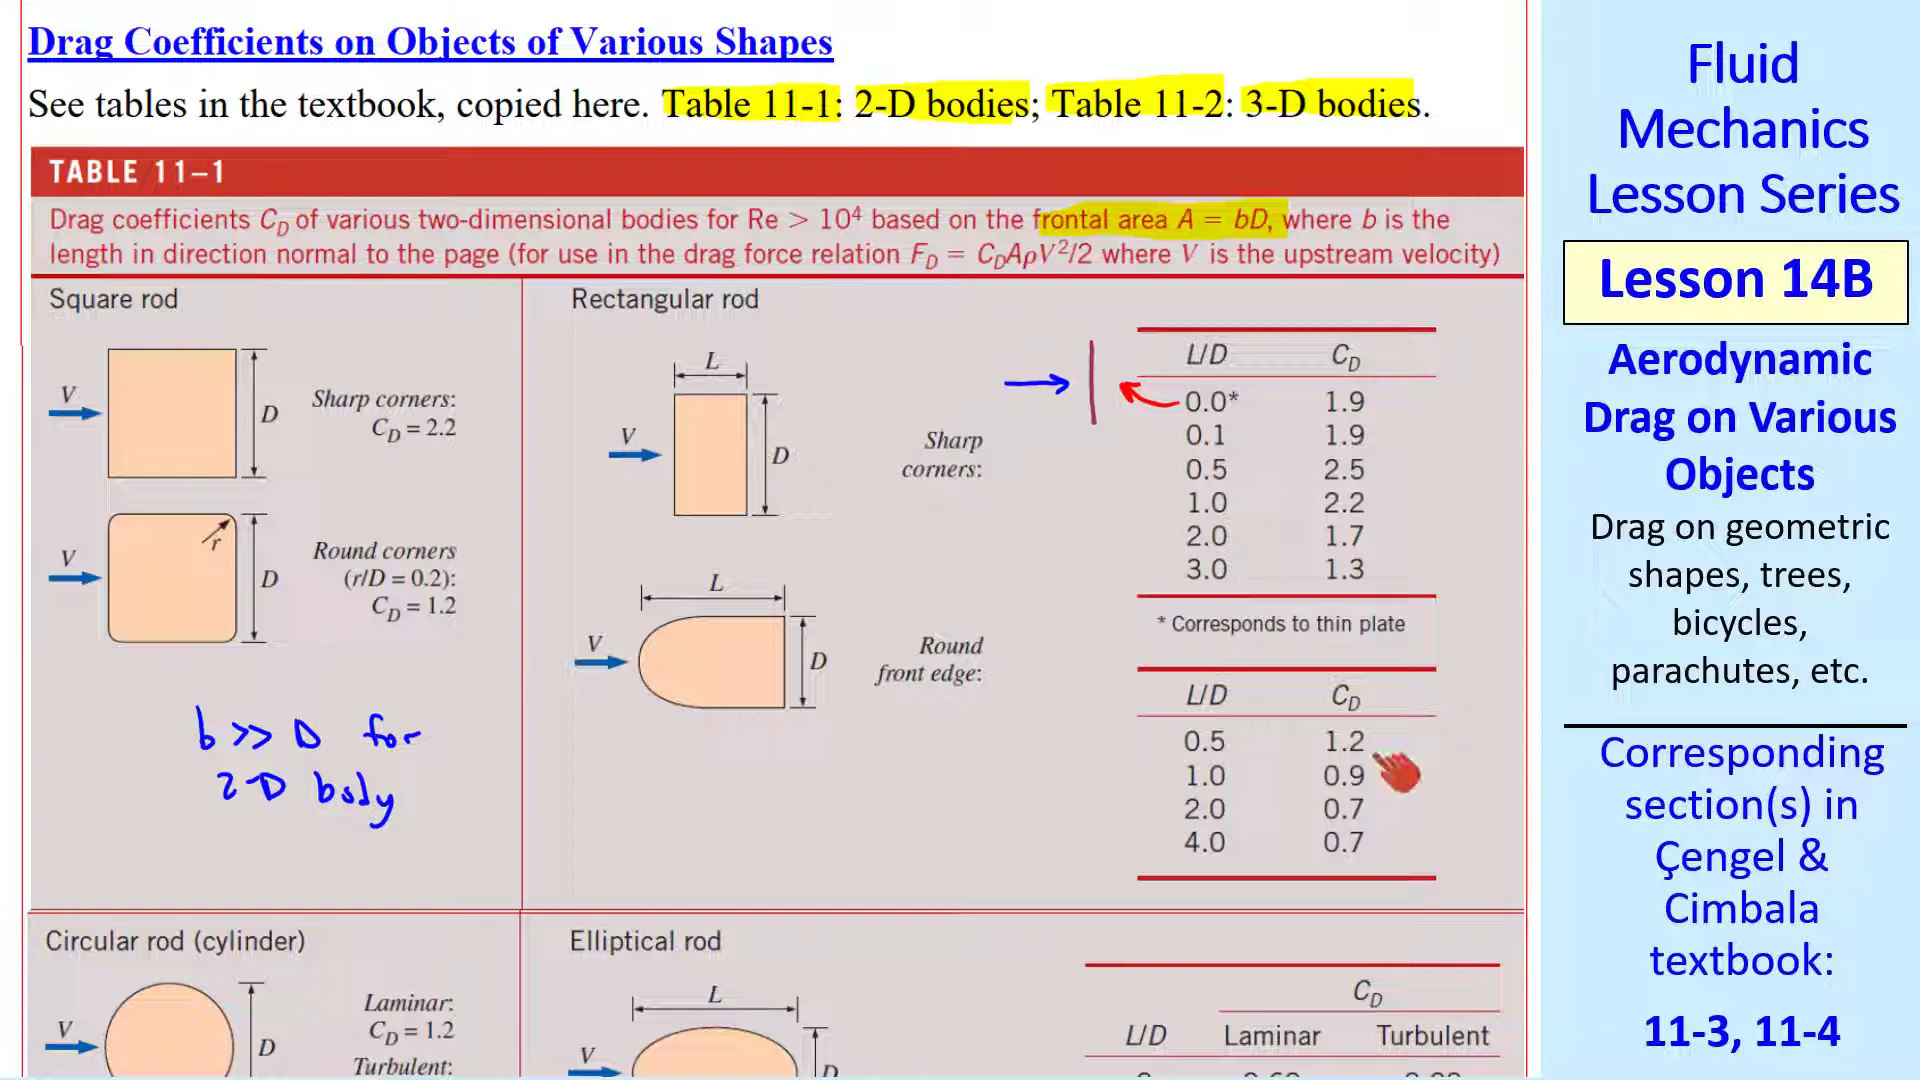 Drag Coefficients on Objects of Various Shapes
See tables in the textbook, copied here. Table 11-1: 2-D bodies; Table 11-2: 3-D bodies.
TABLE 11–1
Drag coefficients C_D of various two-dimensional bodies for Re > 10⁴ based on the frontal area A = bD, where b is the
length in direction normal to the page (for use in the drag force relation F_D = C_DAρV²/2 where V is the upstream velocity)
Square rod
V
D
Sharp corners:
C_D = 2.2
V
r
D
Round corners
(r/D = 0.2):
C_D = 1.2
b >> D for
2-D body
Rectangular rod
L
V
D
Sharp
corners:
L/D C_D
0.0* 1.9
0.1 1.9
0.5 2.5
1.0 2.2
2.0 1.7
3.0 1.3
* Corresponds to thin plate
L
V
D
Round
front edge:
L/D C_D
0.5 1.2
1.0 0.9
2.0 0.7
4.0 0.7
Circular rod (cylinder)
V
D
Laminar:
C_D = 1.2
Turbulent:
Elliptical rod
L
V
D
C_D
L/D Laminar Turbulent
Fluid
Mechanics
Lesson Series
Lesson 14B
Aerodynamic
Drag on Various
Objects
Drag on geometric
shapes, trees,
bicycles,
parachutes, etc.
Corresponding
section(s) in
Çengel &
Cimbala
textbook:
11-3, 11-4